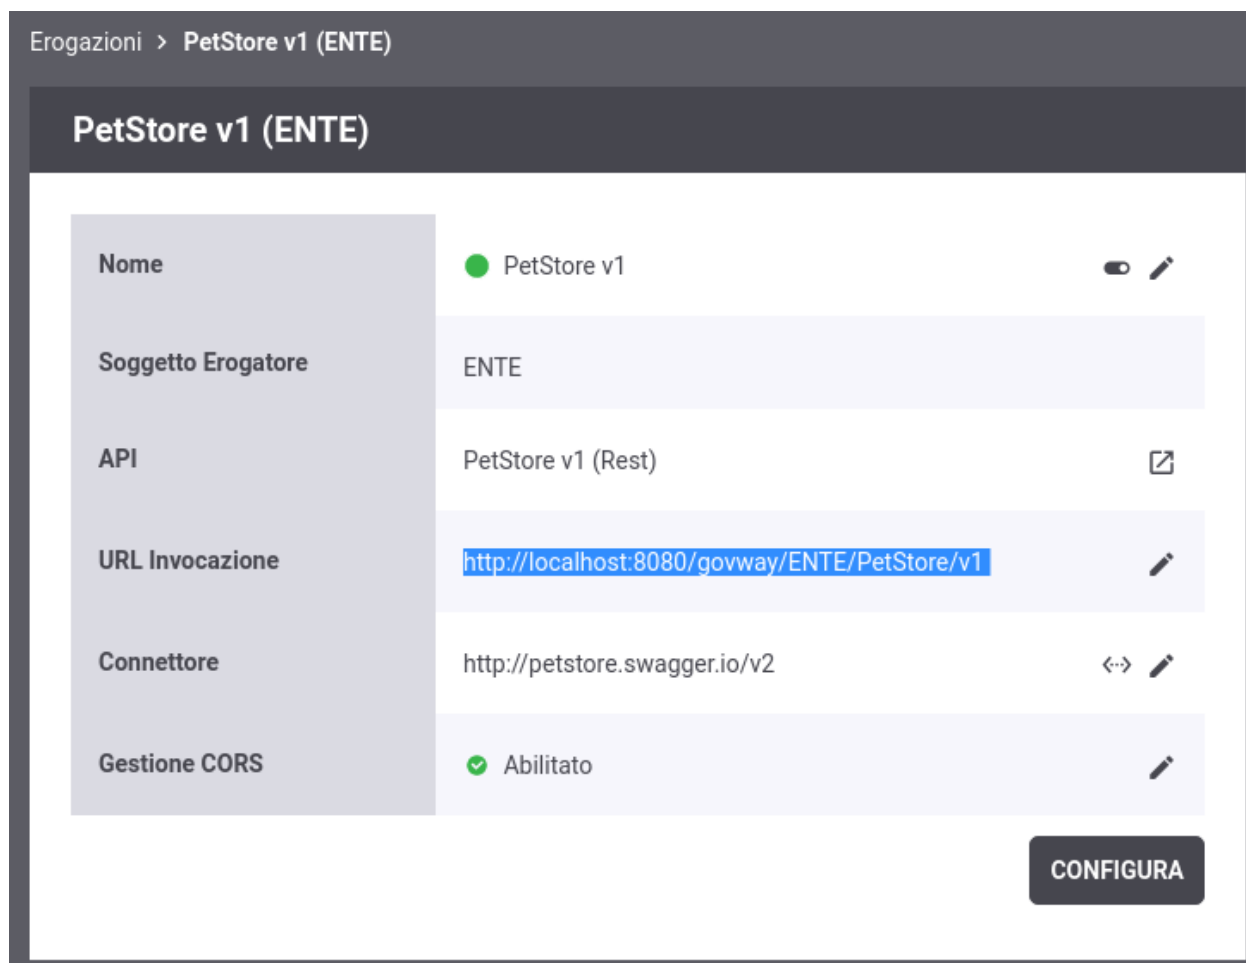 Erogazioni > PetStore v1 (ENTE)
PetStore v1 (ENTE)
Nome PetStore v1
Soggetto Erogatore ENTE
API PetStore v1 (Rest)
URL Invocazione http://localhost:8080/govway/ENTE/PetStore/v1
Connettore http://petstore.swagger.io/v2
Gestione CORS Abilitato
CONFIGURA